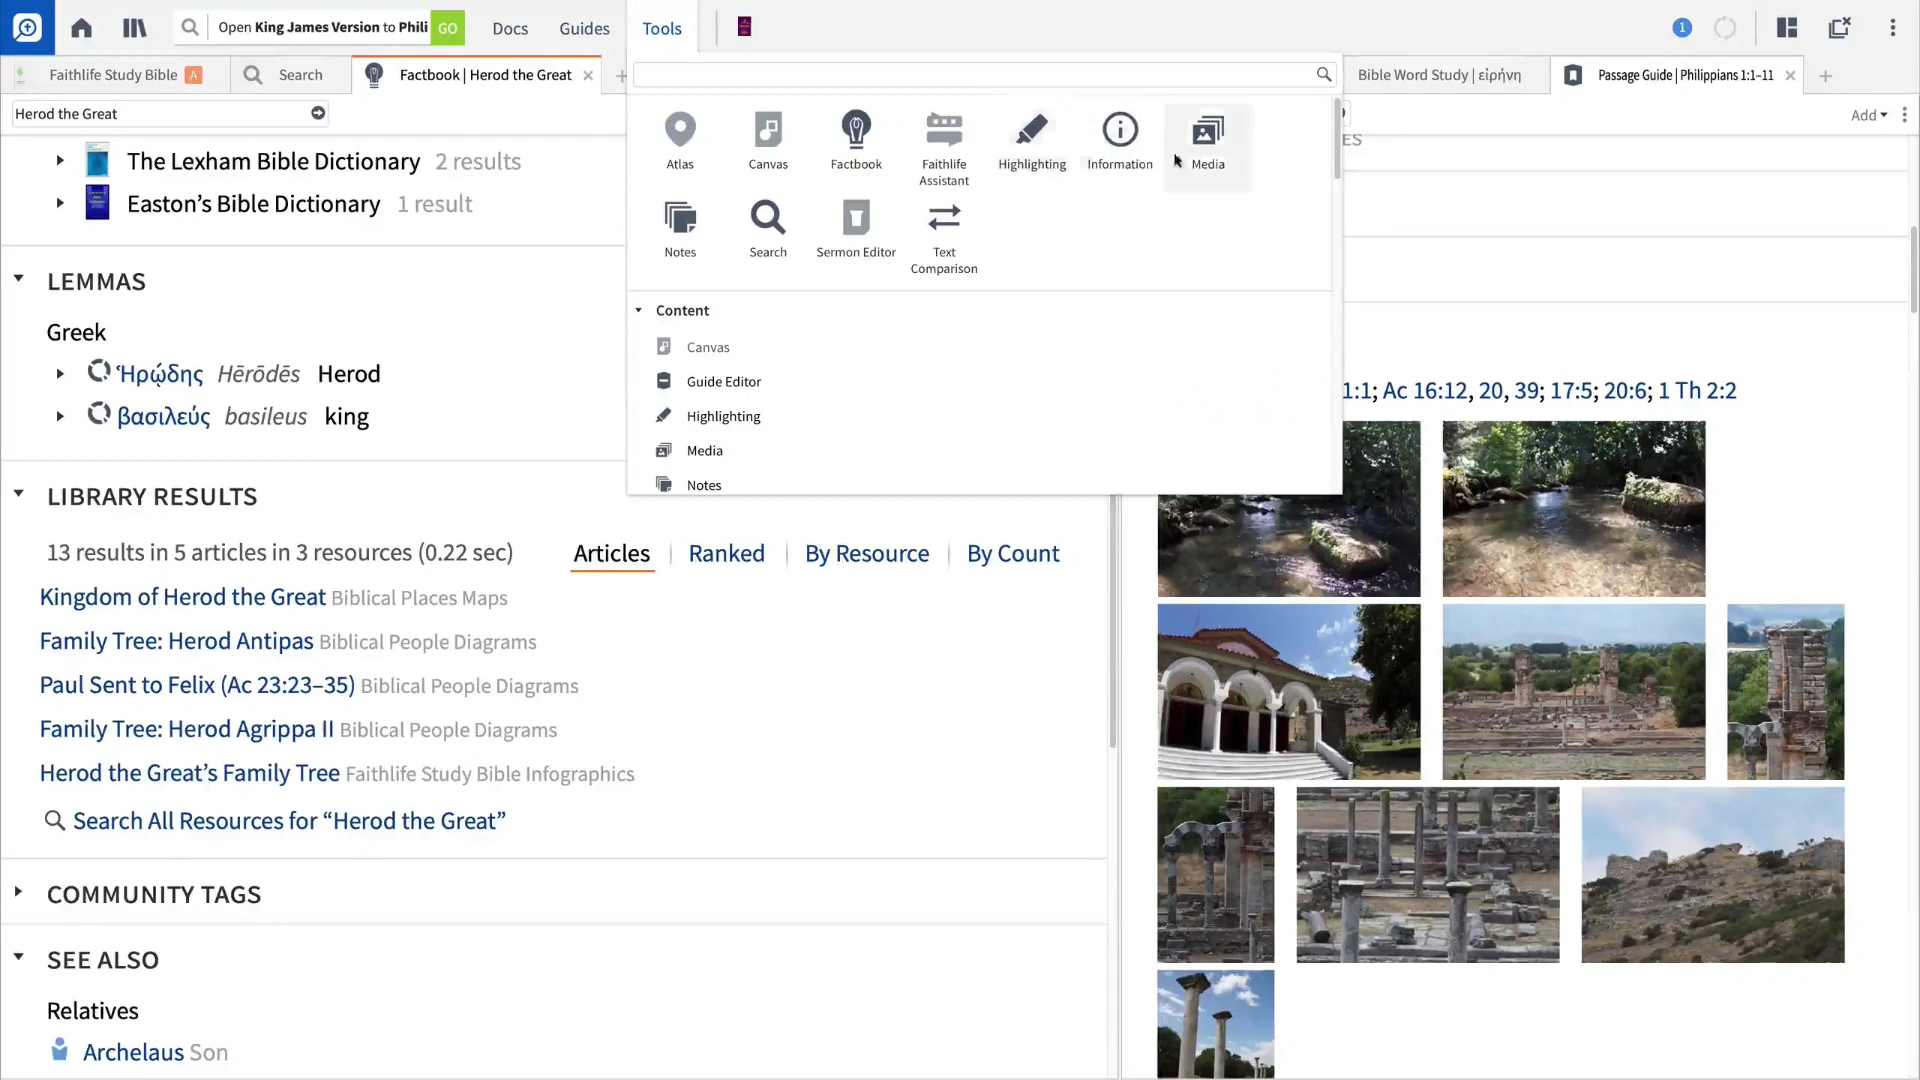 Open King James Version to Phili GO Docs Guides Tools 1
Faithlife Study Bible A Search Factbook | Herod the Great Bible Word Study | εἰρήνη Passage Guide | Philippians 1:1–11
Herod the Great
Add
ES
The Lexham Bible Dictionary 2 results
Easton’s Bible Dictionary 1 result
LEMMAS
Greek
Ἡρῴδης Hērōdēs Herod
βασιλεύς basileus king
LIBRARY RESULTS
13 results in 5 articles in 3 resources (0.22 sec) Articles Ranked By Resource By Count
Kingdom of Herod the Great Biblical Places Maps
Family Tree: Herod Antipas Biblical People Diagrams
Paul Sent to Felix (Ac 23:23–35) Biblical People Diagrams
Family Tree: Herod Agrippa II Biblical People Diagrams
Herod the Great’s Family Tree Faithlife Study Bible Infographics
Search All Resources for “Herod the Great”
COMMUNITY TAGS
SEE ALSO
Relatives
Archelaus Son
Atlas Canvas Factbook Faithlife Assistant Highlighting Information Media
Notes Search Sermon Editor Text Comparison
Content
Canvas
Guide Editor
Highlighting
Media
Notes
1:1; Ac 16:12, 20, 39; 17:5; 20:6; 1 Th 2:2